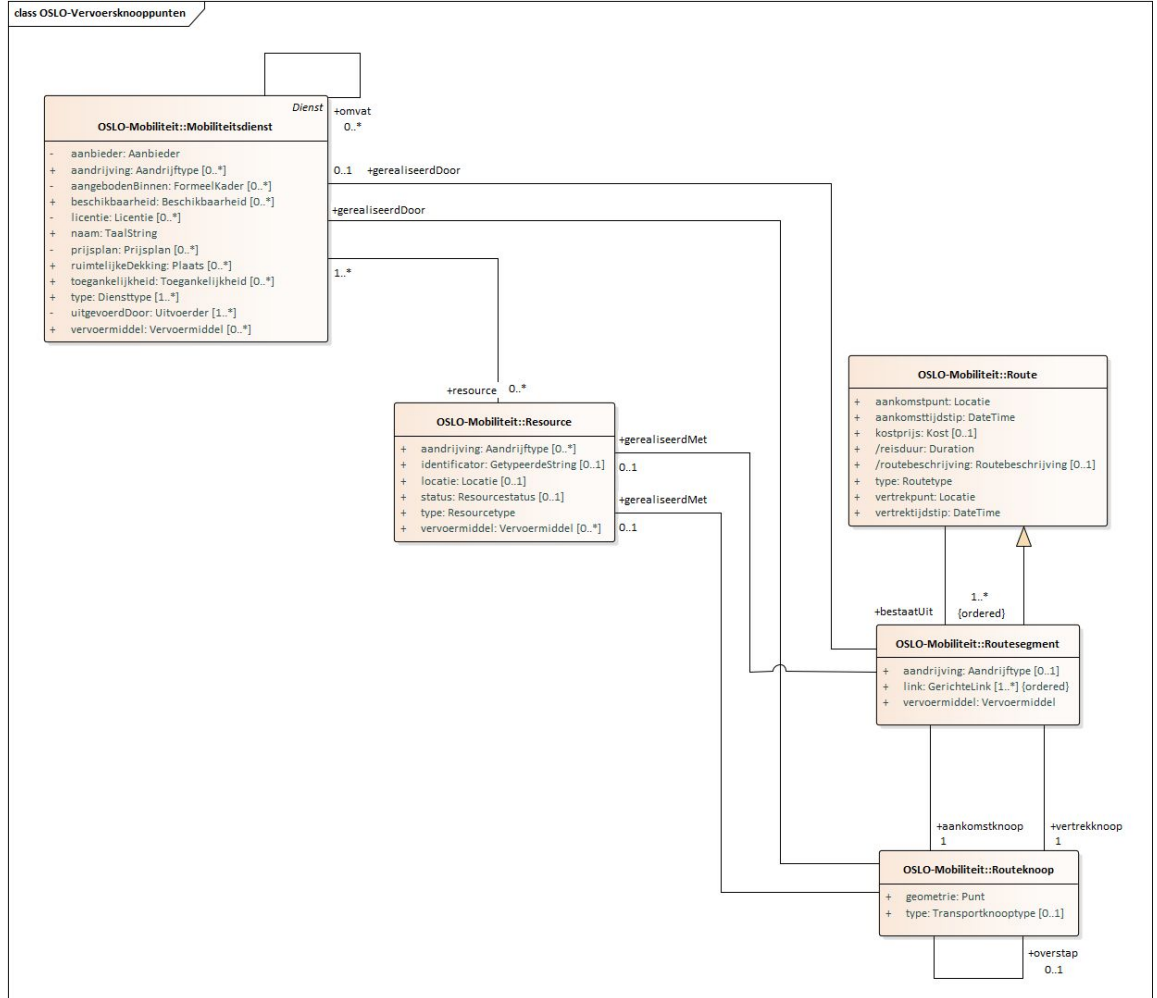 class OSLO-Vervoersknooppunten
Dienst
OSLO-Mobiliteit::Mobiliteitsdienst
- aanbieder: Aanbieder
+ aandrijving: Aandrijftype [0..*]
- aangebodenBinnen: FormeelKader [0..*]
+ beschikbaarheid: Beschikbaarheid [0..*]
- licentie: Licentie [0..*]
+ naam: TaalString
- prijsplan: Prijsplan [0..*]
+ ruimtelijkeDekking: Plaats [0..*]
+ toegankelijkheid: Toegankelijkheid [0..*]
+ type: Diensttype [1..*]
- uitgevoerdDoor: Uitvoerder [1..*]
+ vervoermiddel: Vervoermiddel [0..*]
+omvat
0..*
0..1 +gerealiseerdDoor
+gerealiseerdDoor
1..*
+resource 0..*
OSLO-Mobiliteit::Resource
+ aandrijving: Aandrijftype [0..*]
+ identificator: GetypeerdeString [0..1]
+ locatie: Locatie [0..1]
+ status: Resourcestatus [0..1]
+ type: Resourcetype
+ vervoermiddel: Vervoermiddel [0..*]
+gerealiseerdMet
0..1
+gerealiseerdMet
0..1
OSLO-Mobiliteit::Route
+ aankomstpunt: Locatie
+ aankomsttijdstip: DateTime
+ kostprijs: Kost [0..1]
+ /reisduur: Duration
+ /routebeschrijving: Routebeschrijving [0..1]
+ type: Routetype
+ vertrekpunt: Locatie
+ vertrektijdstip: DateTime
1..*
+bestaatUit {ordered}
OSLO-Mobiliteit::Routesegment
+ aandrijving: Aandrijftype [0..1]
+ link: GerichteLink [1..*] {ordered}
+ vervoermiddel: Vervoermiddel
+aankomstknoop
1
+vertrekknoop
1
OSLO-Mobiliteit::Routeknoop
+ geometrie: Punt
+ type: Transportknooptype [0..1]
+overstap
0..1